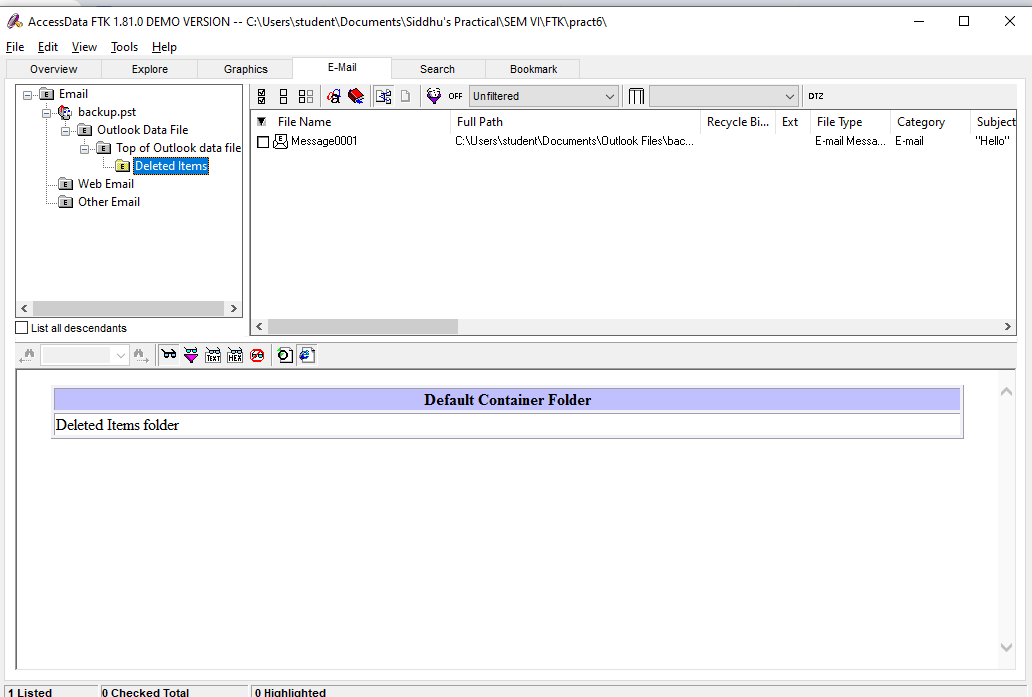 AccessData FTK 1.81.0 DEMO VERSION -- C:\Users\student\Documents\Siddhu's Practical\SEM VI\FTK\pract6\
File Edit View Tools Help
Overview Explore Graphics E-Mail Search Bookmark
Email
backup.pst
Outlook Data File
Top of Outlook data file
Deleted Items
Web Email
Other Email
List all descendants
OFF Unfiltered DTZ
File Name Full Path Recycle Bi... Ext File Type Category Subject
Message0001 C:\Users\student\Documents\Outlook Files\bac... E-mail Messa... E-mail "Hello"
TEXT HEX
Default Container Folder
Deleted Items folder
1 Listed 0 Checked Total 0 Highlighted